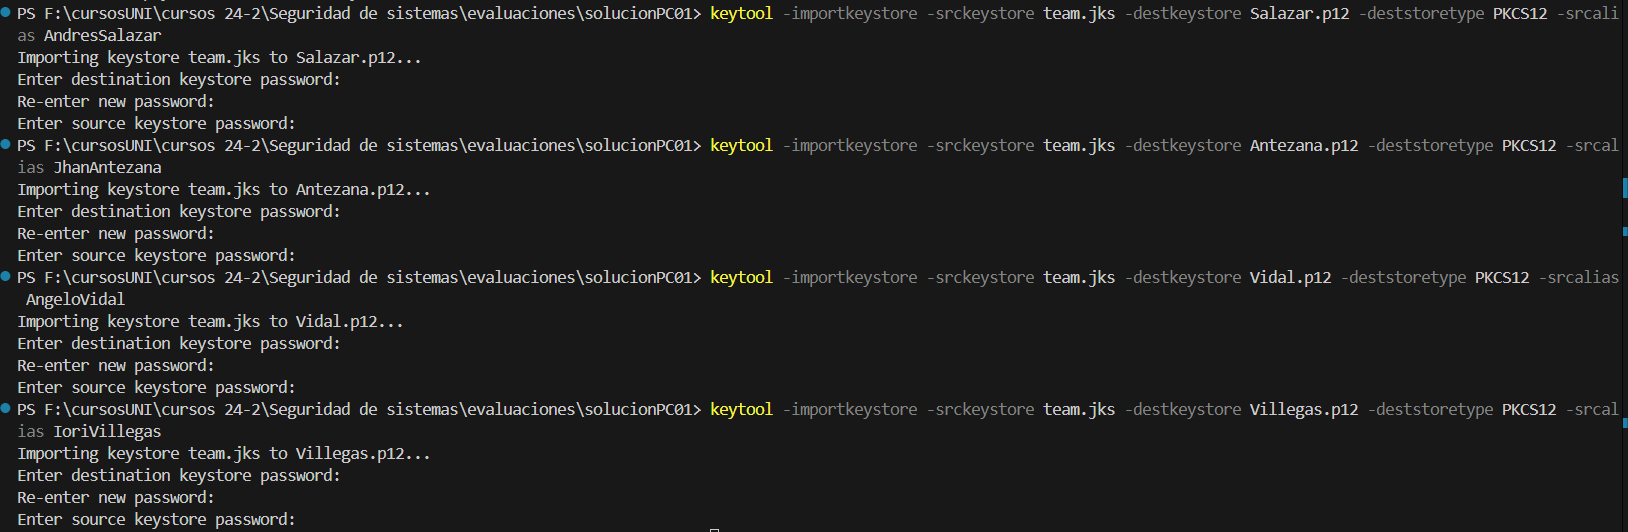 PS F:\cursosUNI\cursos 24-2\Seguridad de sistemas\evaluaciones\solucionPC01> keytool -importkeystore -srckeystore team.jks -destkeystore Salazar.p12 -deststoretype PKCS12 -srcali
as AndresSalazar
Importing keystore team.jks to Salazar.p12...
Enter destination keystore password:
Re-enter new password:
Enter source keystore password:
PS F:\cursosUNI\cursos 24-2\Seguridad de sistemas\evaluaciones\solucionPC01> keytool -importkeystore -srckeystore team.jks -destkeystore Antezana.p12 -deststoretype PKCS12 -srcal
ias JhanAntezana
Importing keystore team.jks to Antezana.p12...
Enter destination keystore password:
Re-enter new password:
Enter source keystore password:
PS F:\cursosUNI\cursos 24-2\Seguridad de sistemas\evaluaciones\solucionPC01> keytool -importkeystore -srckeystore team.jks -destkeystore Vidal.p12 -deststoretype PKCS12 -srcalias
 AngeloVidal
Importing keystore team.jks to Vidal.p12...
Enter destination keystore password:
Re-enter new password:
Enter source keystore password:
PS F:\cursosUNI\cursos 24-2\Seguridad de sistemas\evaluaciones\solucionPC01> keytool -importkeystore -srckeystore team.jks -destkeystore Villegas.p12 -deststoretype PKCS12 -srcal
ias IoriVillegas
Importing keystore team.jks to Villegas.p12...
Enter destination keystore password:
Re-enter new password:
Enter source keystore password: